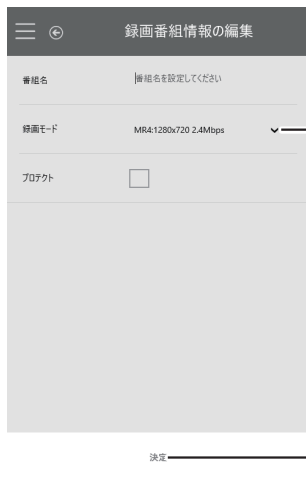 録画番組情報の編集
番組名
番組名を設定してください
録画モード
MR4:1280x720 2.4Mbps
プロテクト
決定